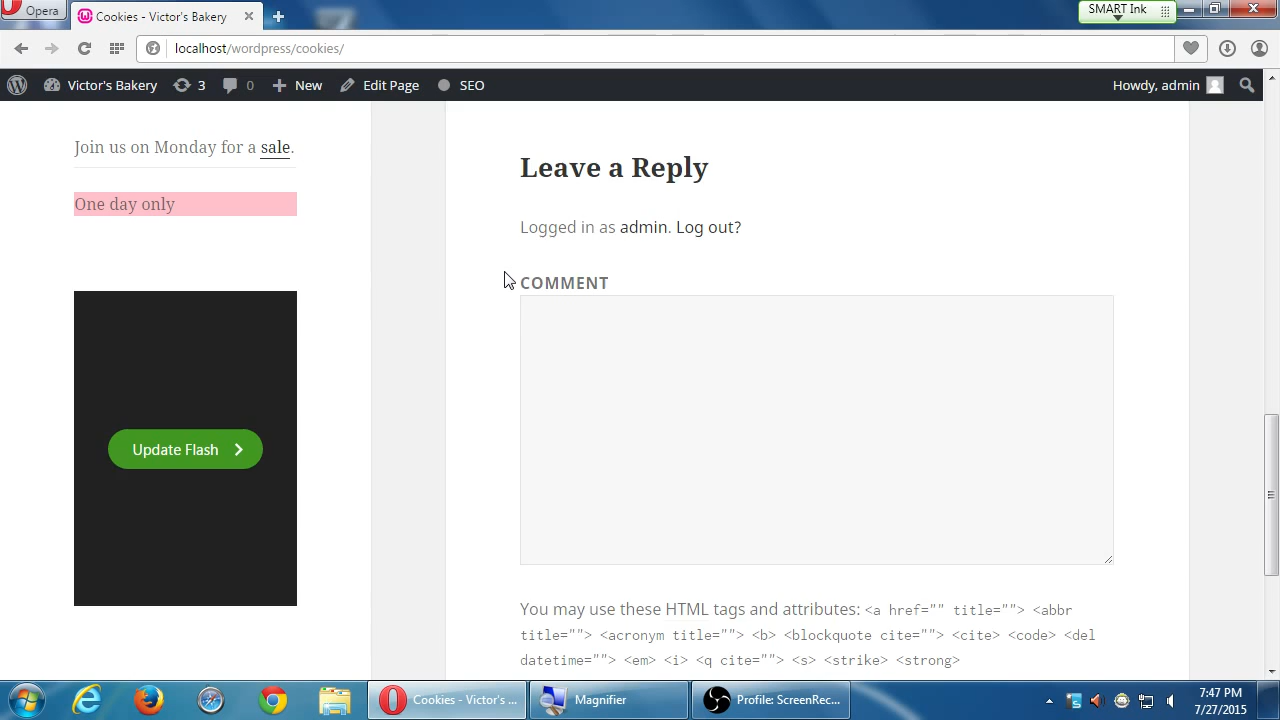 Opera
Cookies - Victor's Bakery
SMART Ink
localhost/wordpress/cookies/
Victor's Bakery
3
0
New
Edit Page
SEO
Howdy, admin
Join us on Monday for a sale.
One day only
Update Flash
Leave a Reply
Logged in as admin. Log out?
COMMENT
You may use these HTML tags and attributes: <a href="" title=""> <abbr
title=""> <acronym title=""> <b> <blockquote cite=""> <cite> <code> <del
datetime=""> <em> <i> <q cite=""> <s> <strike> <strong>
Cookies - Victor's ...
Magnifier
Profile: ScreenRec...
7:47 PM
7/27/2015